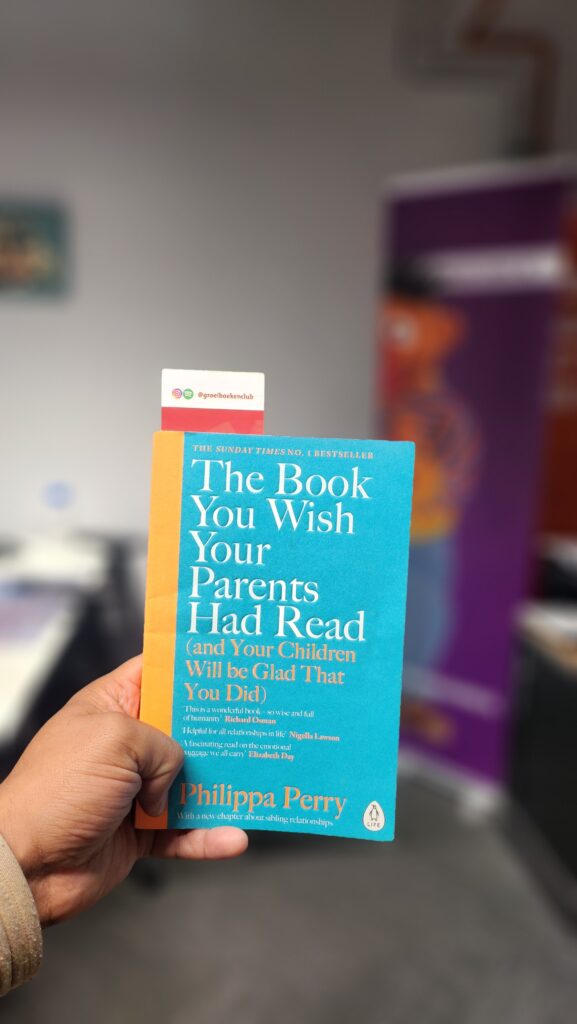 @groeiboekenclub
THE SUNDAY TIMES NO. 1 BESTSELLER
The Book
You Wish
Your
Parents
Had Read
(and Your Children
Will be Glad That
You Did)
'This is a wonderful book - so wise and full
of humanity' Richard Osman
'Helpful for all relationships in life' Nigella Lawson
'A fascinating read on the emotional
baggage we all carry' Elizabeth Day
Philippa Perry
With a new chapter about sibling relationships
LIFE